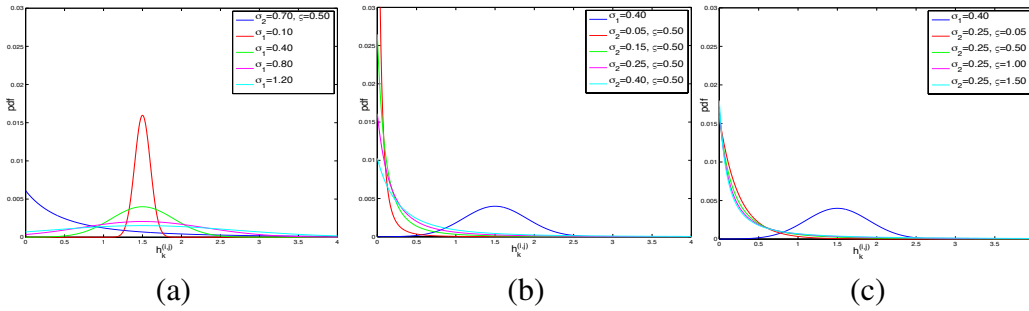 0.03
0.025
0.02
0.015
0.01
0.005
0
pdf
0 0.5 1 1.5 2 2.5 3 3.5 4
h_k^(i,j)
σ₂=0.70, ς=0.50
σ₁=0.10
σ₁=0.40
σ₁=0.80
σ₁=1.20
(a)
0.03
0.025
0.02
0.015
0.01
0.005
0
pdf
0 0.5 1 1.5 2 2.5 3 3.5 4
h_k^(i,j)
σ₁=0.40
σ₂=0.05, ς=0.50
σ₂=0.15, ς=0.50
σ₂=0.25, ς=0.50
σ₂=0.40, ς=0.50
(b)
0.03
0.025
0.02
0.015
0.01
0.005
0
pdf
0.5 1 1.5 2 2.5 3 3.5
h_k^(i,j)
σ₁=0.40
σ₂=0.25, ς=0.05
σ₂=0.25, ς=0.50
σ₂=0.25, ς=1.00
σ₂=0.25, ς=1.50
(c)